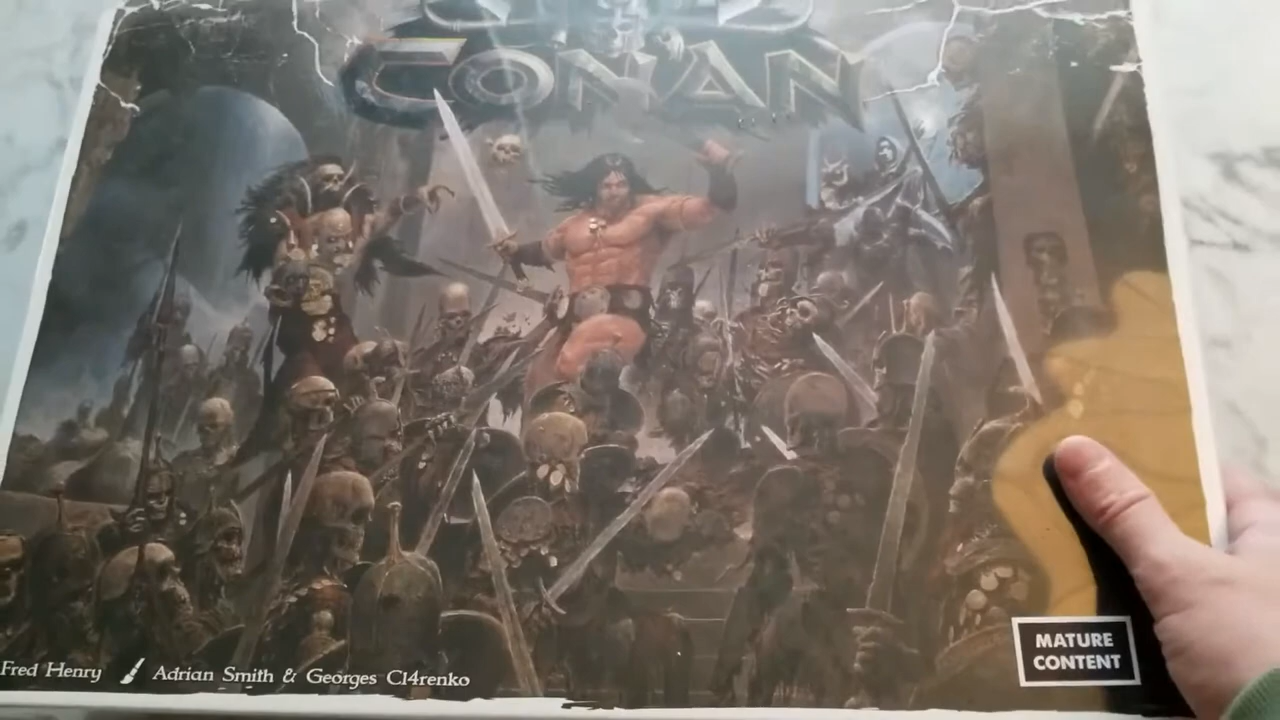 CONAN
Fred Henry Adrian Smith & Georges Cl4renko
MATURE
CONTENT